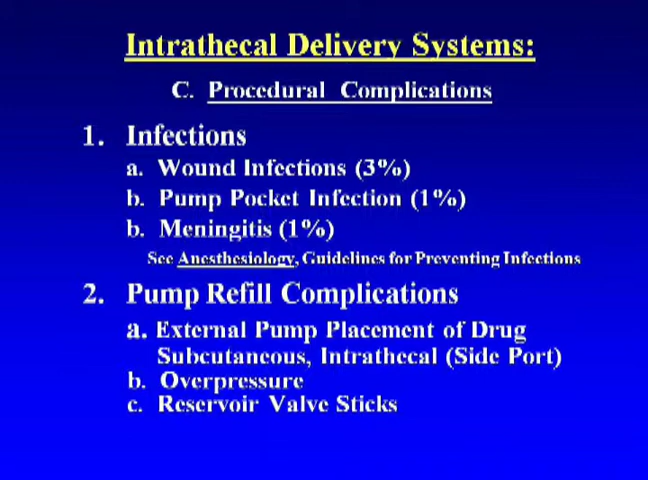 Intrathecal Delivery Systems:
C. Procedural Complications
1. Infections
a. Wound Infections (3%)
b. Pump Pocket Infection (1%)
b. Meningitis (1%)
See Anesthesiology, Guidelines for Preventing Infections
2. Pump Refill Complications
a. External Pump Placement of Drug
Subcutaneous, Intrathecal (Side Port)
b. Overpressure
c. Reservoir Valve Sticks